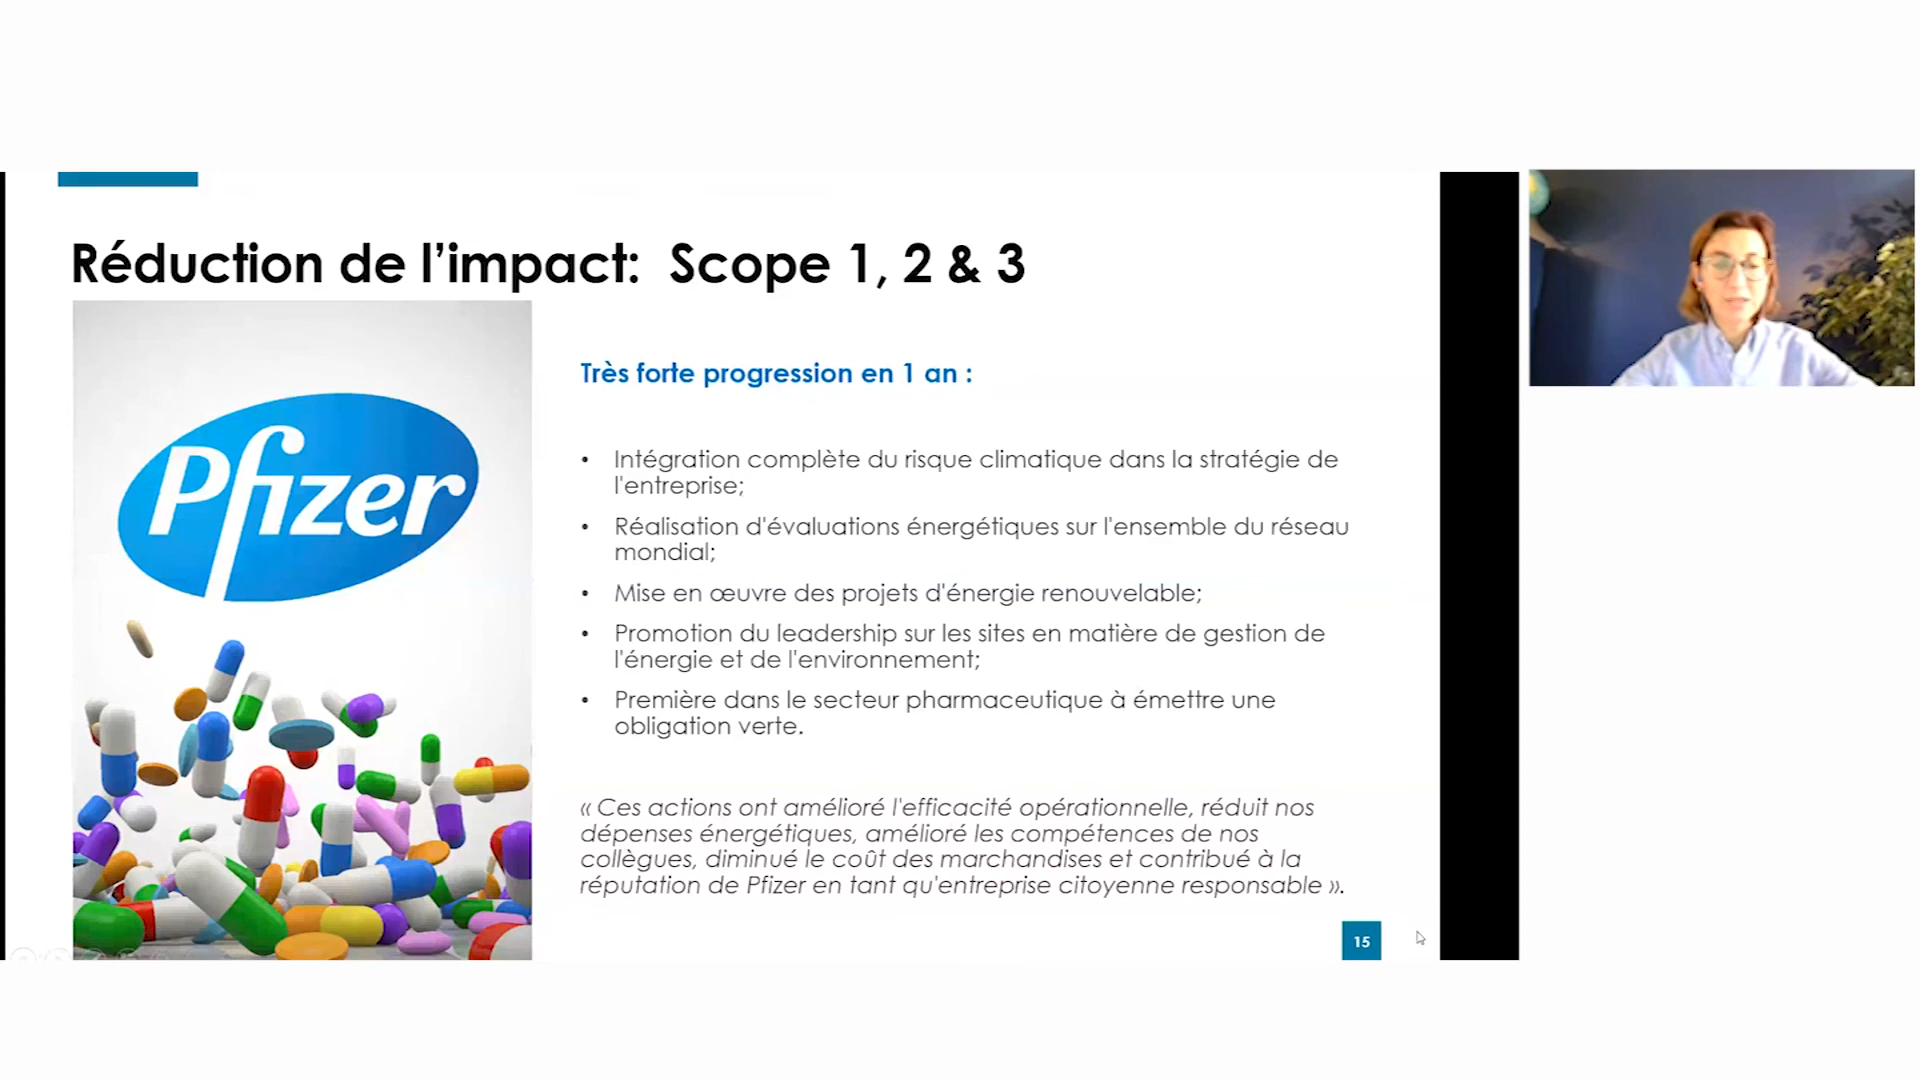 Réduction de l’impact:  Scope 1, 2 & 3
Pfizer
Très forte progression en 1 an :
• Intégration complète du risque climatique dans la stratégie de
l'entreprise;
• Réalisation d'évaluations énergétiques sur l'ensemble du réseau
mondial;
• Mise en œuvre des projets d'énergie renouvelable;
• Promotion du leadership sur les sites en matière de gestion de
l'énergie et de l'environnement;
• Première dans le secteur pharmaceutique à émettre une
obligation verte.
« Ces actions ont amélioré l'efficacité opérationnelle, réduit nos
dépenses énergétiques, amélioré les compétences de nos
collègues, diminué le coût des marchandises et contribué à la
réputation de Pfizer en tant qu'entreprise citoyenne responsable ».
15